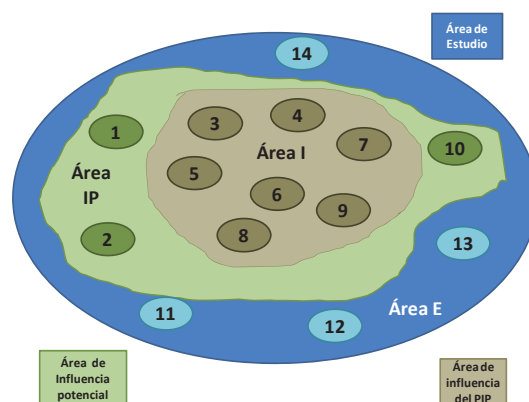 Área de
Estudio
14
4
3
1
7
10
Área I
5
Área
IP
6
9
8
2
13
11
12
Área E
Área de
Influencia
potencial
Área de
influencia
del PIP